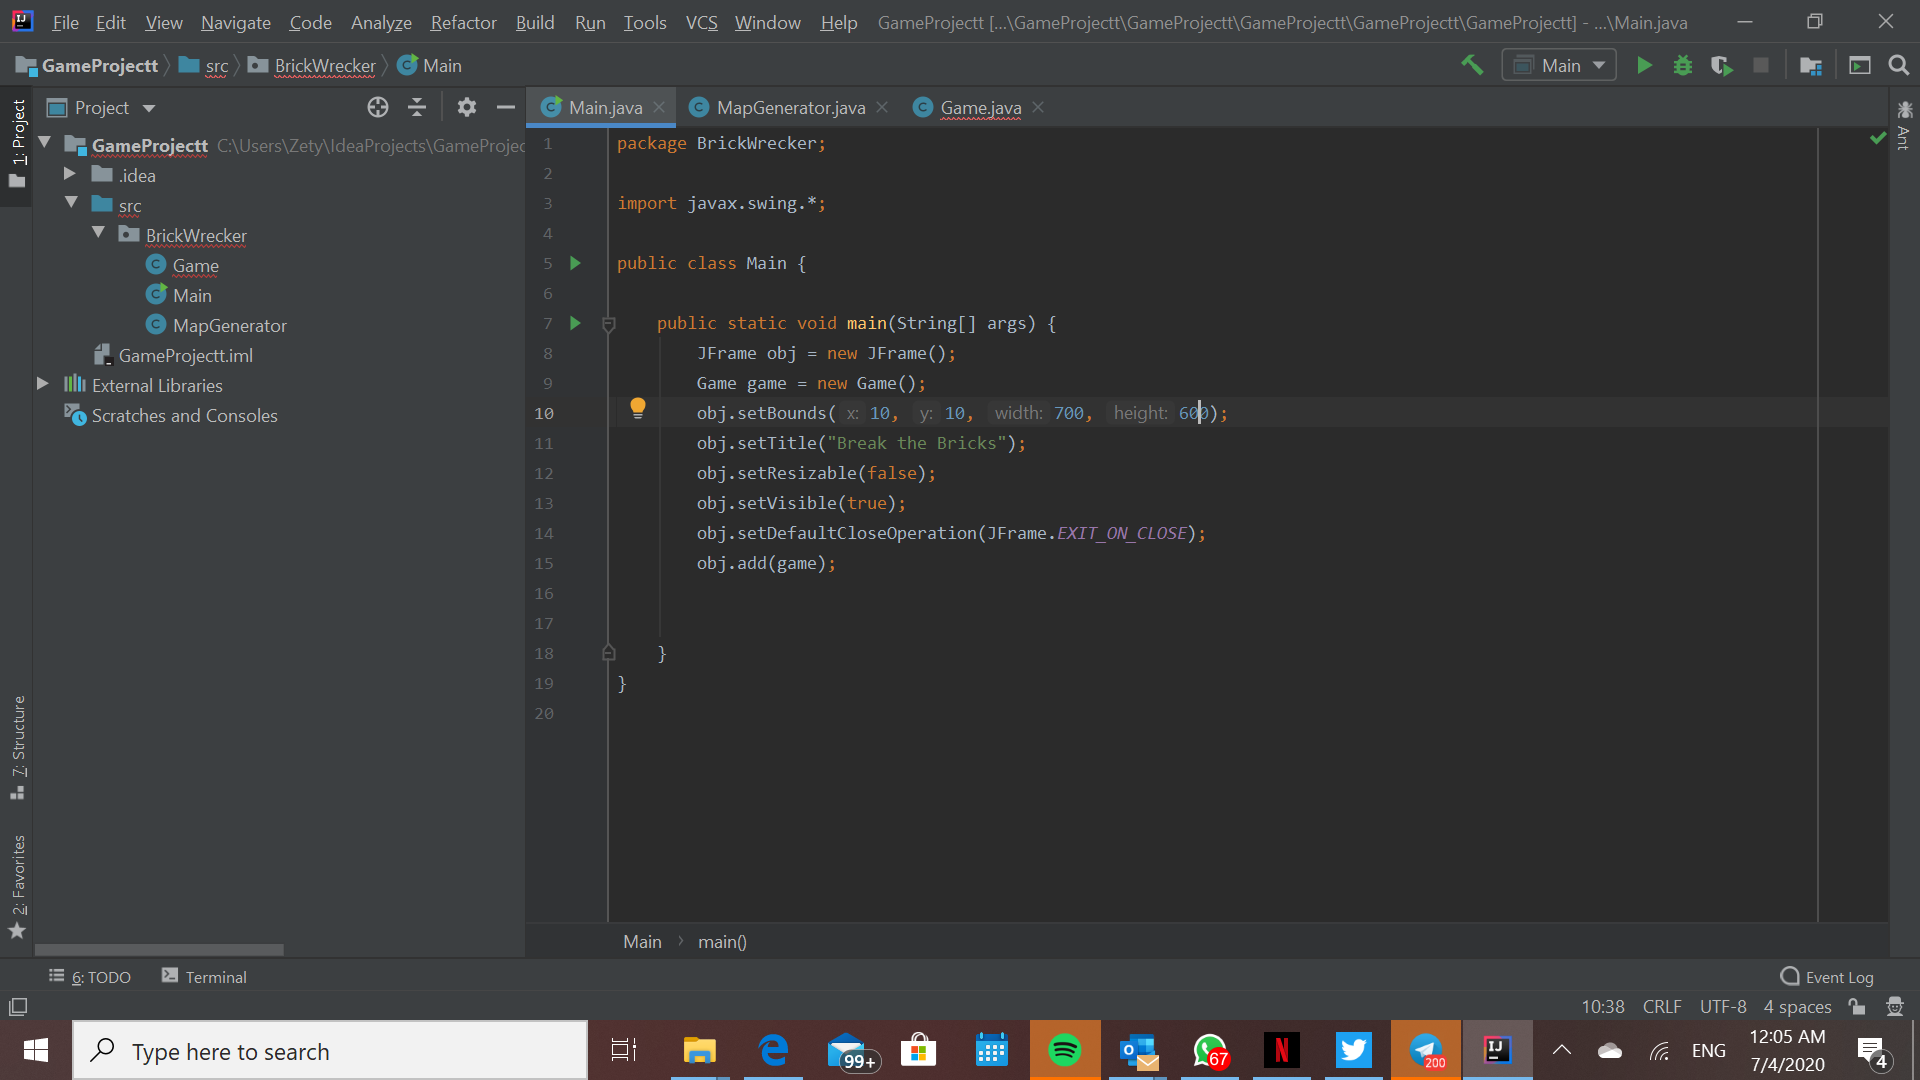 File Edit View Navigate Code Analyze Refactor Build Run Tools VCS Window Help GameProjectt [...\GameProjectt\GameProjectt\GameProjectt\GameProjectt\GameProjectt] - ...\Main.java
GameProjectt src BrickWrecker Main
Main
1: Project
Project
Main.java MapGenerator.java Game.java
Ant
GameProjectt C:\Users\Zety\IdeaProjects\GameProjec
.idea
src
BrickWrecker
Game
Main
MapGenerator
GameProjectt.iml
External Libraries
Scratches and Consoles
7: Structure
2: Favorites
1 package BrickWrecker;
2
3 import javax.swing.*;
4
5 public class Main {
6
7 public static void main(String[] args) {
8 JFrame obj = new JFrame();
9 Game game = new Game();
10 obj.setBounds( x: 10, y: 10, width: 700, height: 600);
11 obj.setTitle("Break the Bricks");
12 obj.setResizable(false);
13 obj.setVisible(true);
14 obj.setDefaultCloseOperation(JFrame.EXIT_ON_CLOSE);
15 obj.add(game);
16
17
18 }
19 }
20
Main › main()
6: TODO Terminal Event Log
10:38 CRLF UTF-8 4 spaces
Type here to search
99+
67
200
ENG
12:05 AM
7/4/2020
4